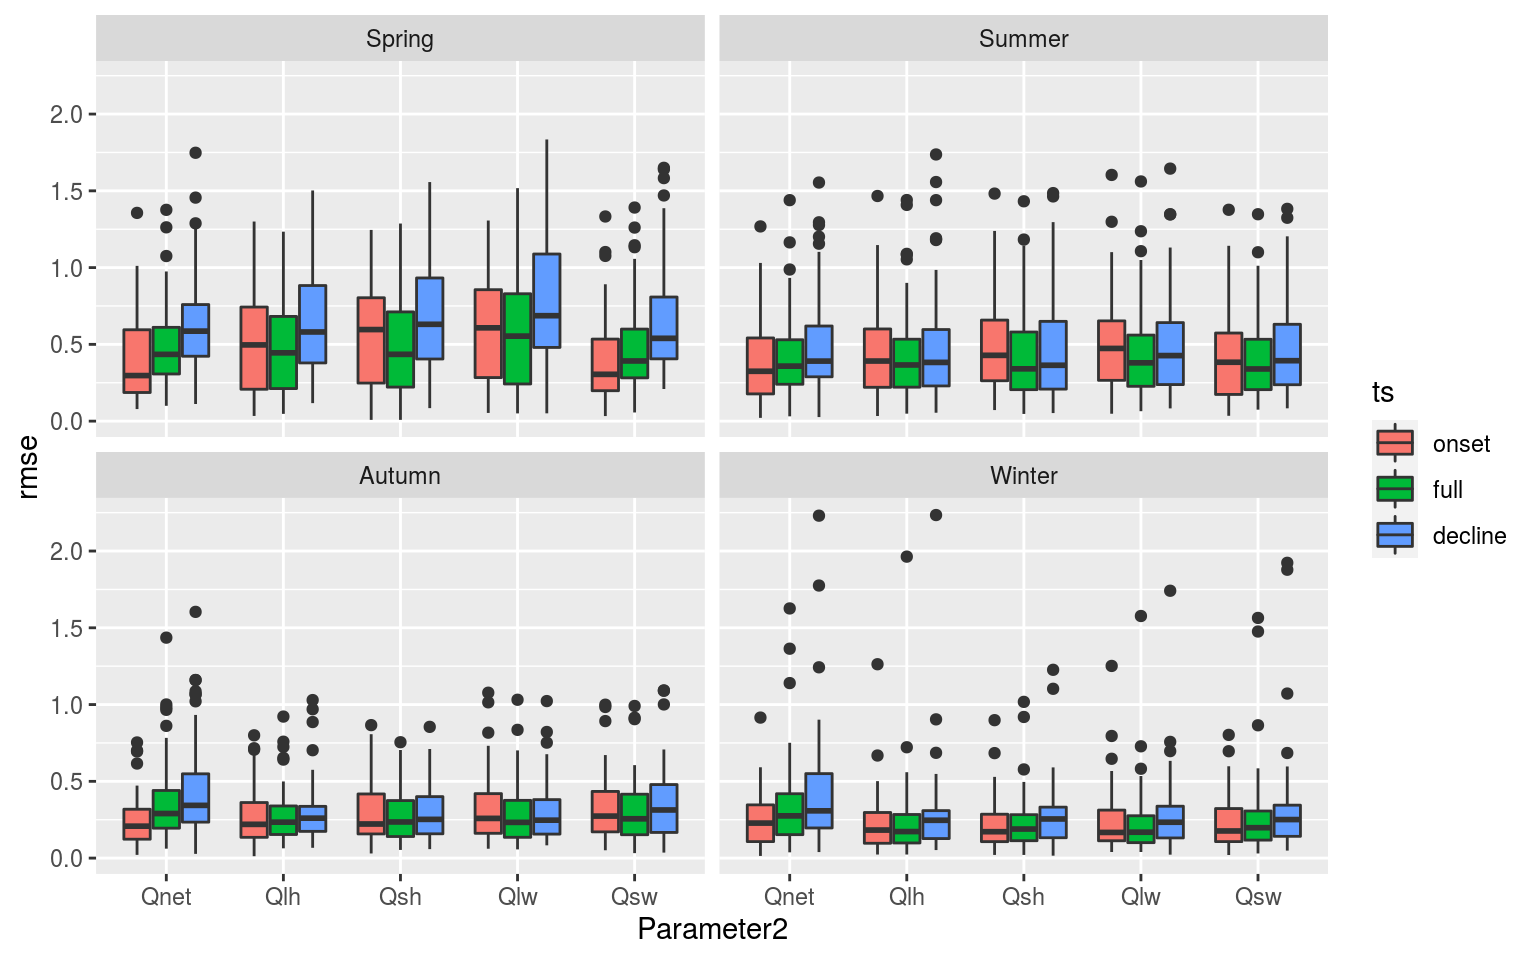 Spring Summer
2.0
1.5
1.0
0.5
0.0
Autumn Winter
2.0
1.5
1.0
0.5
0.0
Qnet Qlh Qsh Qlw Qsw Qnet Qlh Qsh Qlw Qsw
Parameter2
rmse
ts
onset
full
decline